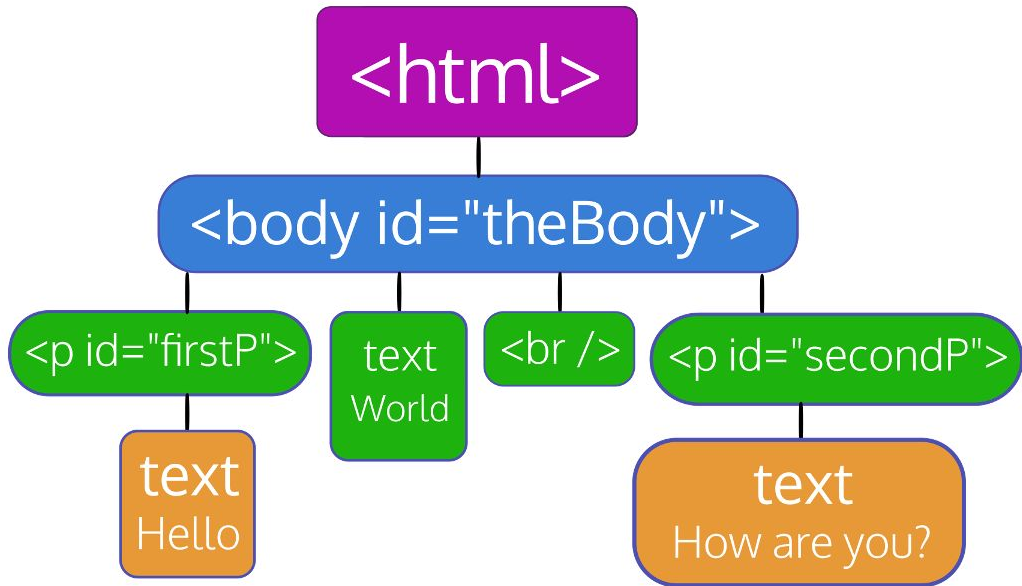 <html>
<body id="theBody">
<p id="firstP">
text
World
<br />
<p id="secondP">
text
Hello
text
How are you?